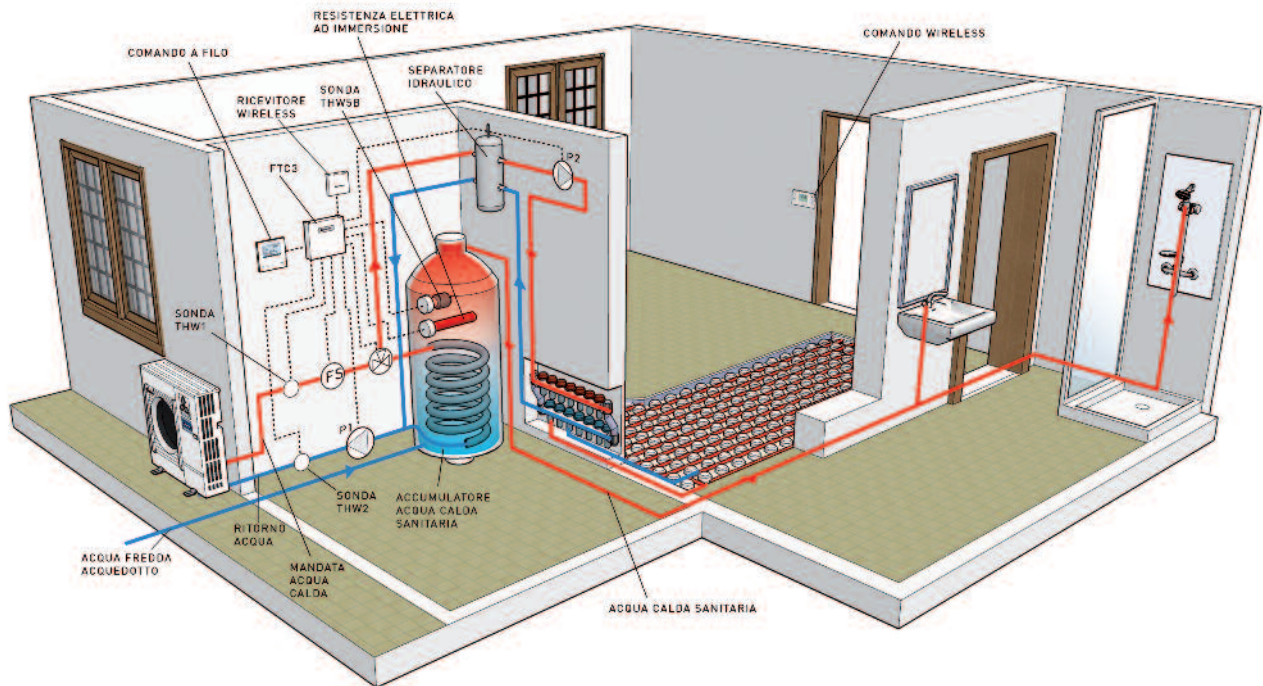 RESISTENZA ELETTRICA
AD IMMERSIONE
COMANDO A FILO
SEPARATORE
IDRAULICO
COMANDO WIRELESS
RICEVITORE
WIRELESS
SONDA
THW5B
FTC3
P2
SONDA
THW1
FS
P1
SONDA
THW2
ACCUMULATORE
ACQUA CALDA
SANITARIA
RITORNO
ACQUA
ACQUA FREDDA
ACQUEDOTTO
MANDATA
ACQUA
CALDA
ACQUA CALDA SANITARIA